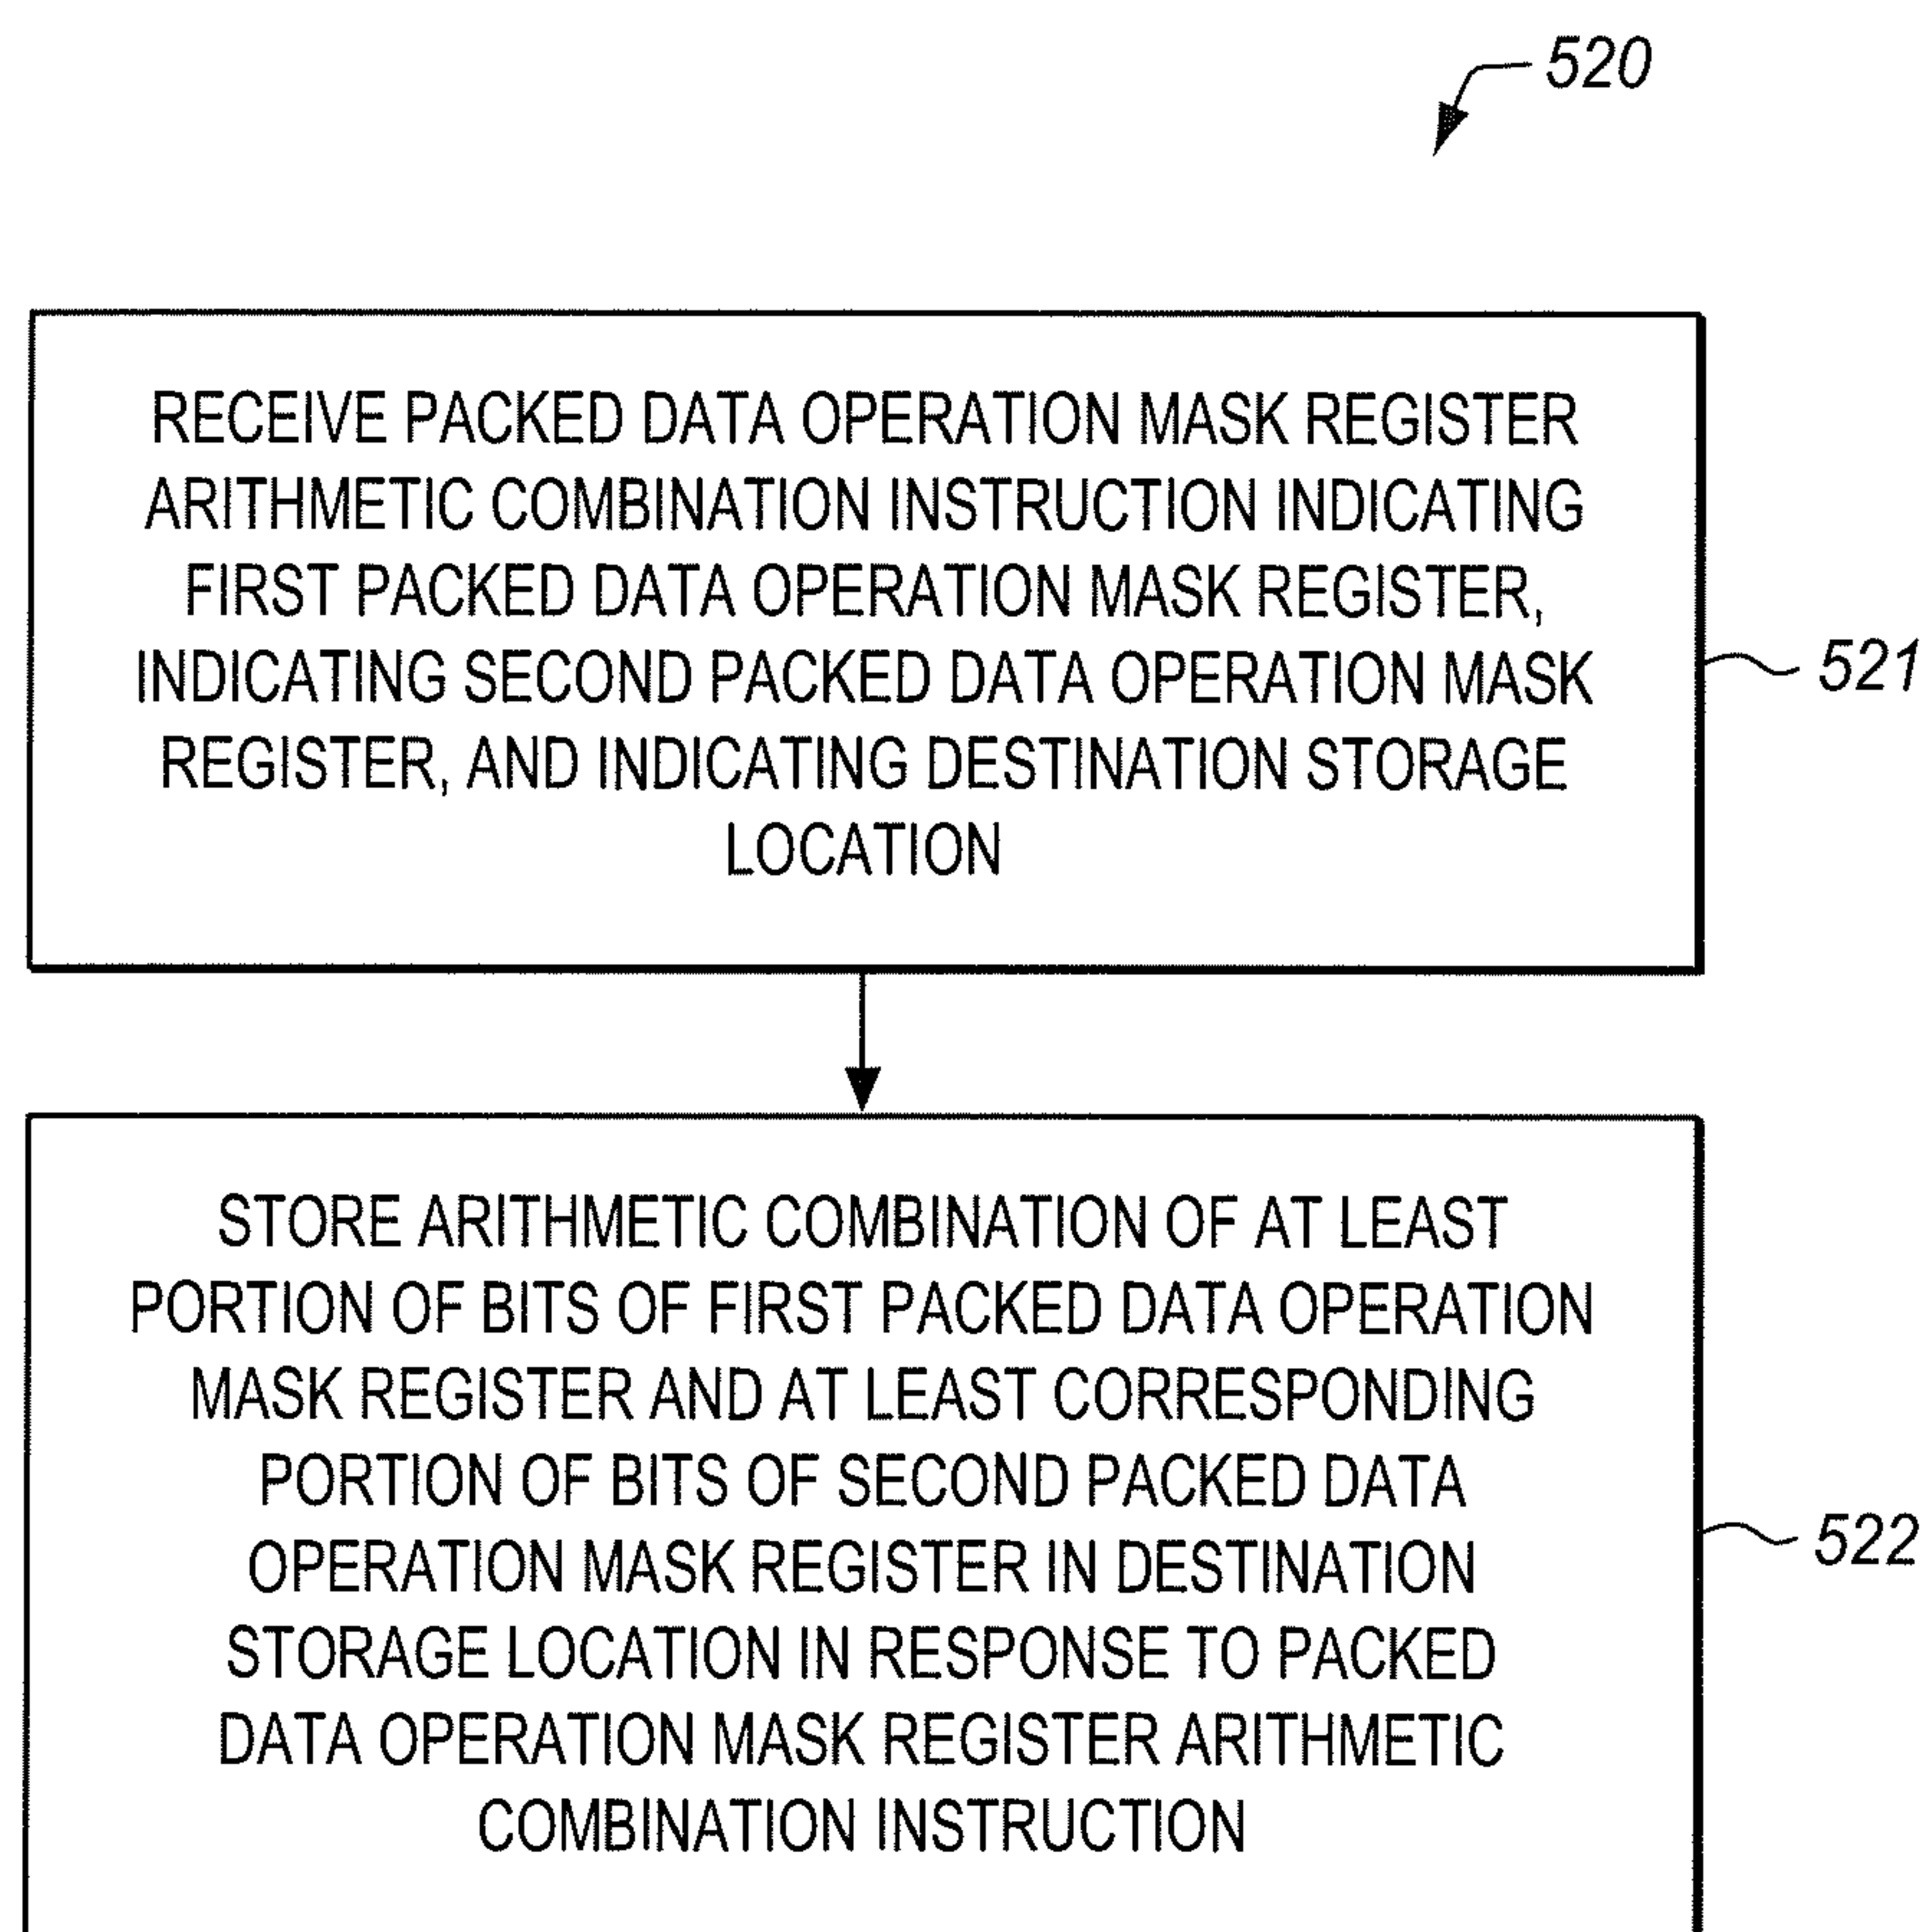 520
RECEIVE PACKED DATA OPERATION MASK REGISTER
ARITHMETIC COMBINATION INSTRUCTION INDICATING
FIRST PACKED DATA OPERATION MASK REGISTER,
INDICATING SECOND PACKED DATA OPERATION MASK
REGISTER, AND INDICATING DESTINATION STORAGE
LOCATION
521
STORE ARITHMETIC COMBINATION OF AT LEAST
PORTION OF BITS OF FIRST PACKED DATA OPERATION
MASK REGISTER AND AT LEAST CORRESPONDING
PORTION OF BITS OF SECOND PACKED DATA
OPERATION MASK REGISTER IN DESTINATION
STORAGE LOCATION IN RESPONSE TO PACKED
DATA OPERATION MASK REGISTER ARITHMETIC
COMBINATION INSTRUCTION
522